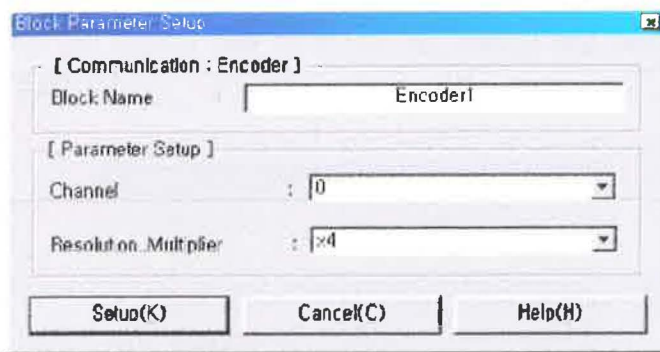 Block Parameter Setup
[ Communication : Encoder ]
Block Name Encoder1
[ Parameter Setup ]
Channel : 0
Resolution Multiplier : x4
Setup(K) Cancel(C) Help(H)